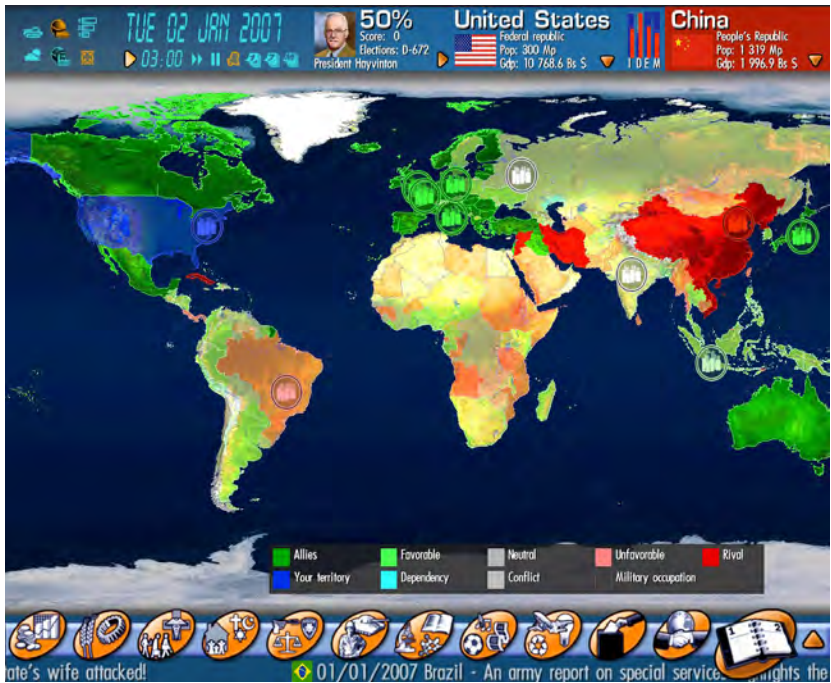 TUE 02 JAN 2007
03:00
50%
Score: 0
Elections: D-672
President Hayvinton
United States
Federal republic
Pop: 300 Mp
Gdp: 10 768.6 Bs $
I D E M
China
People's Republic
Pop: 1 319 Mp
Gdp: 1 996.9 Bs $
Allies
Favorable
Neutral
Unfavorable
Rival
Your territory
Dependency
Conflict
Military occupation
1 2
ate's wife attacked!
01/01/2007 Brazil - An army report on special services highlights the